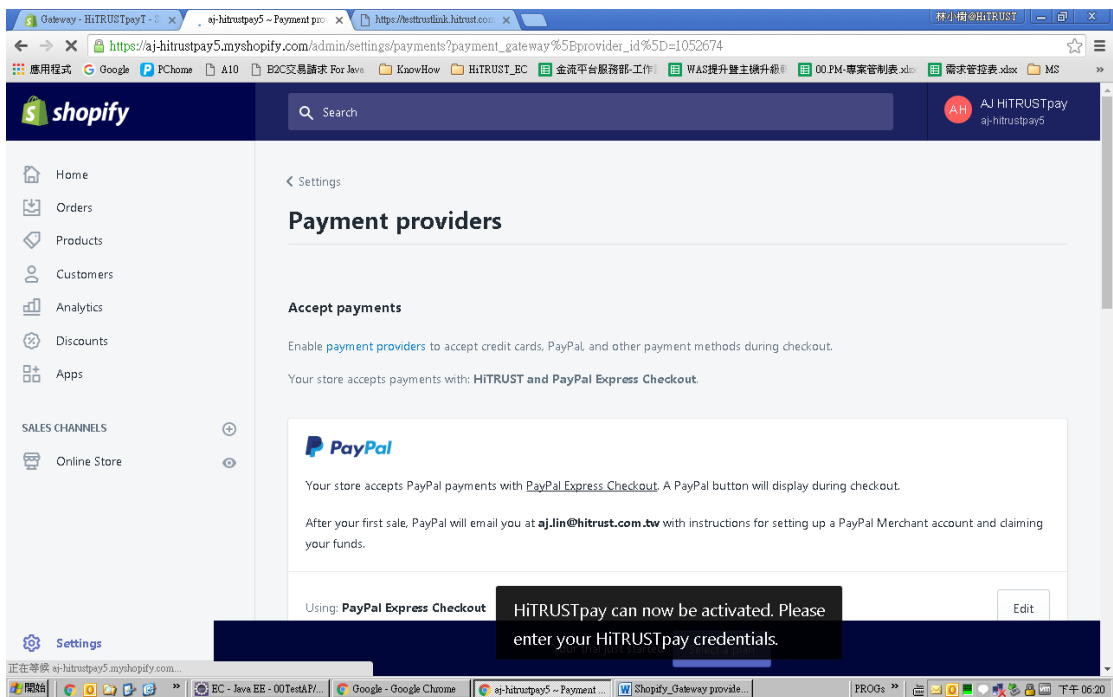 Gateway - HiTRUSTpayT - S
aj-hitrustpay5 ~ Payment pro
https://testtrustlink.hitrust.com
林小樹@HiTRUST
https://aj-hitrustpay5.myshopify.com/admin/settings/payments?payment_gateway%5Bprovider_id%5D=1052674
應用程式 Google PChome A10 B2C交易請求 For Java KnowHow HiTRUST_EC 金流平台服務部-工作 WAS提升暨主機升級 00.PM-專案管制表.xlsx 需求管控表.xlsx MS »
shopify
Search
AH
AJ HiTRUSTpay
aj-hitrustpay5
Home
Orders
Products
Customers
Analytics
Discounts
Apps
SALES CHANNELS
Online Store
Settings
Settings
Payment providers
Accept payments
Enable payment providers to accept credit cards, PayPal, and other payment methods during checkout.
Your store accepts payments with: HiTRUST and PayPal Express Checkout.
PayPal
Your store accepts PayPal payments with PayPal Express Checkout. A PayPal button will display during checkout.
After your first sale, PayPal will email you at aj.lin@hitrust.com.tw with instructions for setting up a PayPal Merchant account and claiming
your funds.
Using: PayPal Express Checkout
Edit
HiTRUSTpay can now be activated. Please
enter your HiTRUSTpay credentials.
Your trial just started
Select a plan
正在等候 aj-hitrustpay5.myshopify.com...
開始 » EC - Java EE - 00TestAP/... Google - Google Chrome aj-hitrustpay5 ~ Payment ... Shopify_Gateway provide... PROGs » 下午 06:20